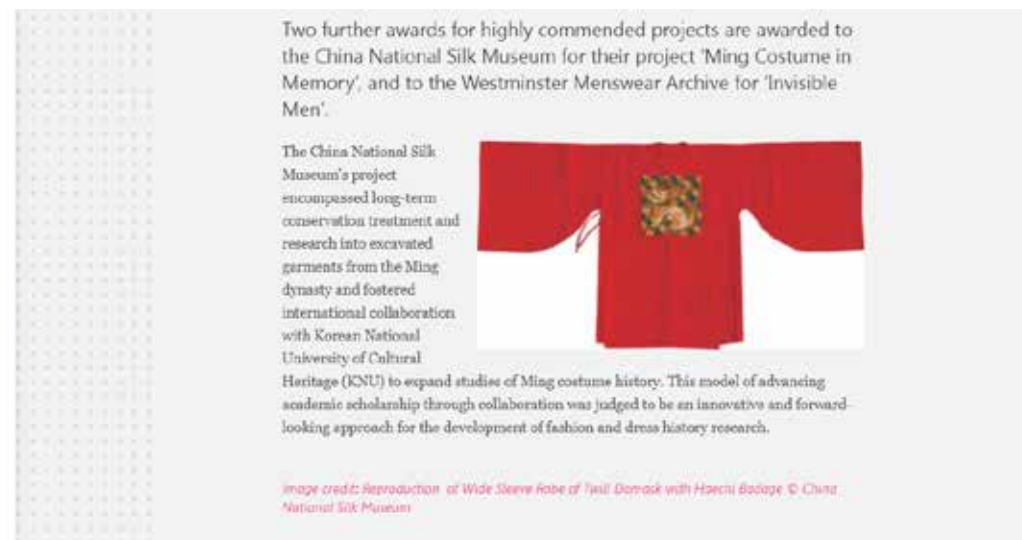 Two further awards for highly commended projects are awarded to
the China National Silk Museum for their project 'Ming Costume in
Memory', and to the Westminster Menswear Archive for 'Invisible
Men'.
The China National Silk
Museum's project
encompassed long-term
conservation treatment and
research into excavated
garments from the Ming
dynasty and fostered
international collaboration
with Korean National
University of Cultural
Heritage (KNU) to expand studies of Ming costume history. This model of advancing
academic scholarship through collaboration was judged to be an innovative and forward-
looking approach for the development of fashion and dress history research.
Image credit: Reproduction of Wide Sleeve Robe of Twill Damask with Haechi Badage © China
National Silk Museum